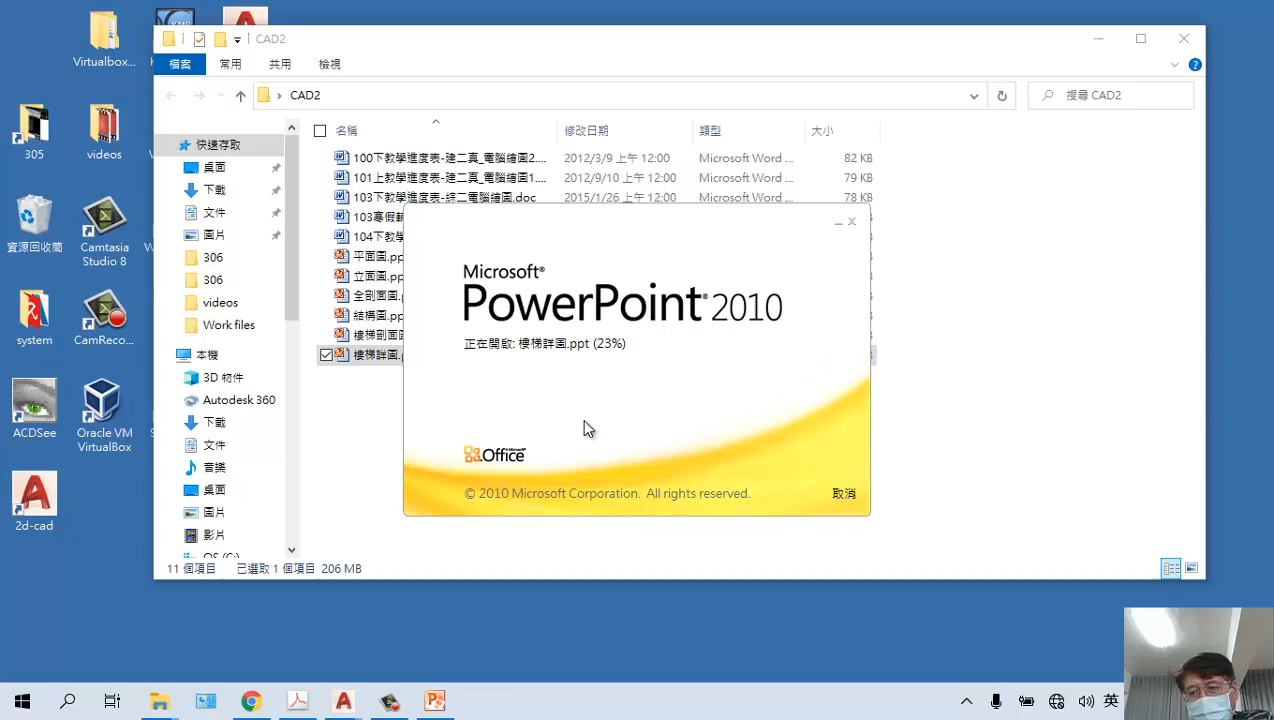 CAD2
檔案 常用 共用 檢視
CAD2 搜尋 CAD2
名稱 修改日期 類型 大小
100下教學進度表-建二真_電腦繪圖2.... 2012/3/9 上午 12:00 Microsoft Word ... 82 KB
101上教學進度表-建二真_電腦繪圖1.... 2012/9/10 上午 12:00 Microsoft Word ... 79 KB
103下教學進度表-綜二電腦繪圖.doc 2015/1/26 上午 12:00 Microsoft Word ... 78 KB
103寒假
104下教
平面圖.pp
立面圖.pp
全剖面圖.
結構圖.pp
樓梯剖面
樓梯詳圖.p
快速存取
桌面
下載
文件
圖片
306
306
videos
Work files
本機
3D 物件
Autodesk 360
下載
文件
音樂
桌面
圖片
影片
OS (C:)
Microsoft®
PowerPoint® 2010
正在開啟: 樓梯詳圖.ppt (23%)
Office
© 2010 Microsoft Corporation. All rights reserved. 取消
11 個項目 已選取 1 個項目 206 MB
Virtualbox...
305
videos
資源回收筒
Camtasia
Studio 8
system
CamReco...
ACDSee
Oracle VM
VirtualBox
2d-cad
英